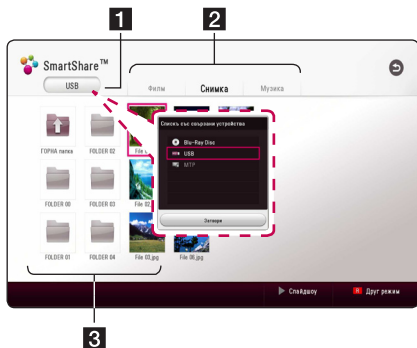 1
2
SmartShare™
USB
Филми
Снимка
Музика
Списък със свързани устройства
Blu-Ray Disc
USB
MTP
Затвори
ГОРНА папка
FOLDER 02
FOLDER 00
FOLDER 03
File 02.
FOLDER 01
FOLDER 04
File 03.jpg
File 06.jpg
Слайдшоу
R
Друг режим
3